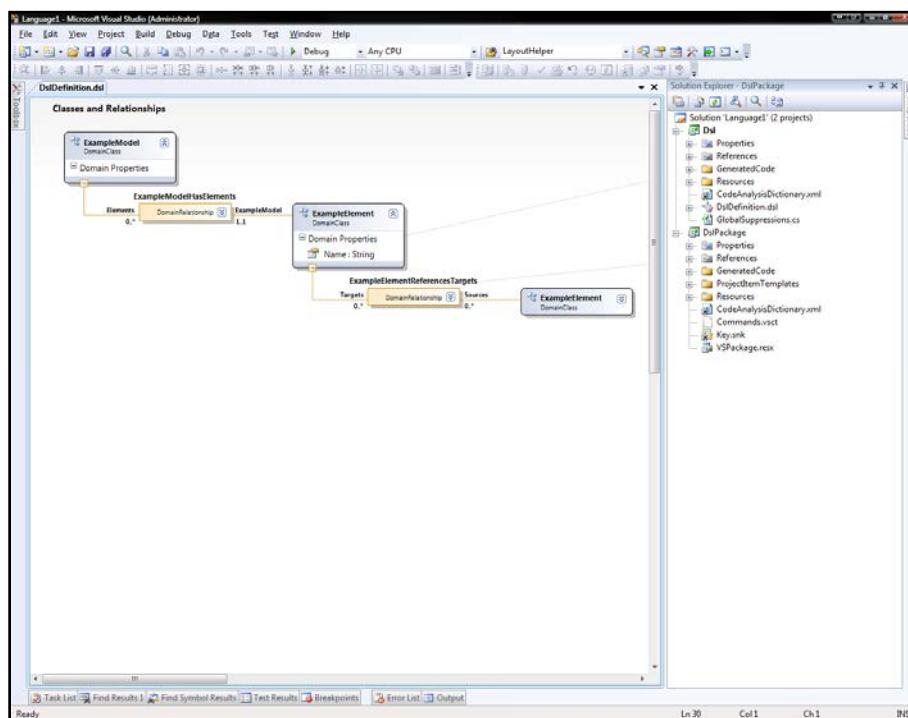 Language1 - Microsoft Visual Studio (Administrator)
File Edit View Project Build Debug Data Tools Test Window Help
Debug Any CPU LayoutHelper
Toolbox
DslDefinition.dsl
Classes and Relationships
ExampleModel
DomainClass
Domain Properties
ExampleModelHasElements
Elements DomainRelationship ExampleModel
0..* 1..1
ExampleElement
DomainClass
Domain Properties
Name : String
ExampleElementReferencesTargets
Targets DomainRelationship Sources
0..* 0..*
ExampleElement
DomainClass
Solution Explorer - DslPackage
Solution 'Language1' (2 projects)
Dsl
Properties
References
GeneratedCode
Resources
CodeAnalysisDictionary.xml
DslDefinition.dsl
GlobalSuppressions.cs
DslPackage
Properties
References
GeneratedCode
ProjectItemTemplates
Resources
CodeAnalysisDictionary.xml
Commands.vsct
Key.snk
VSPackage.resx
Task List Find Results 1 Find Symbol Results Test Results Breakpoints Error List Output
Ready Ln 30 Col 1 Ch 1 INS